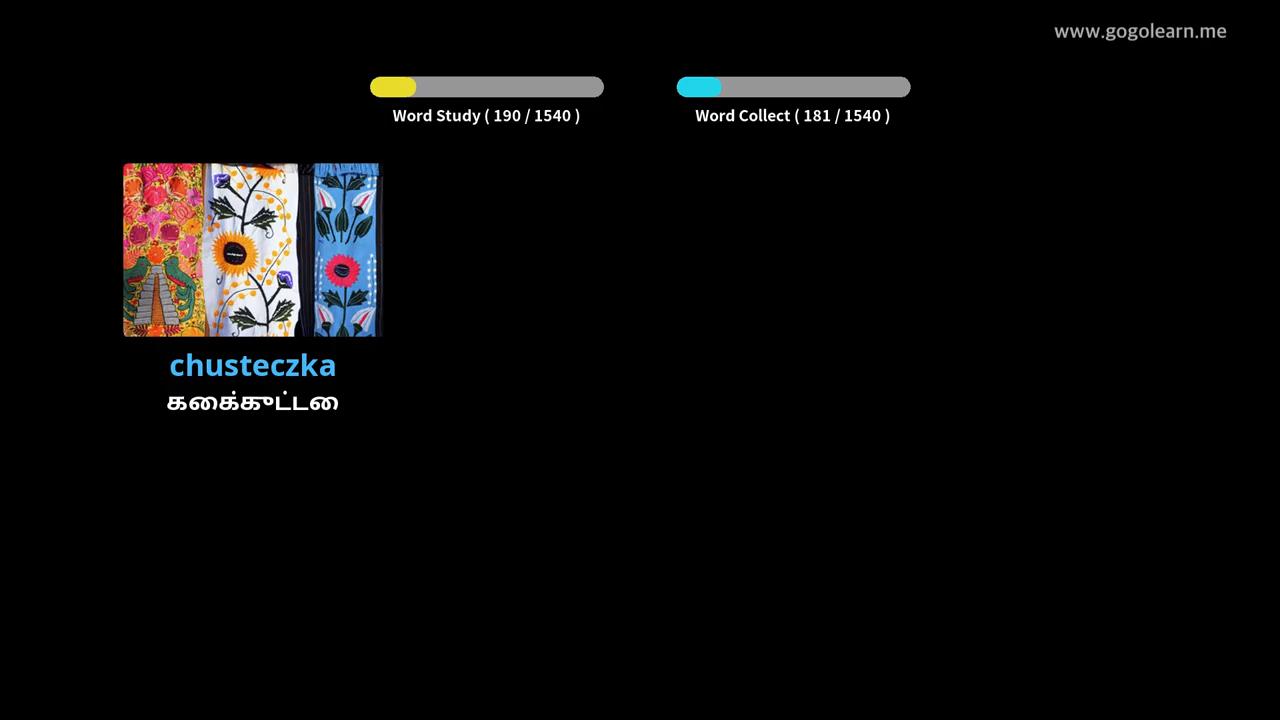 www.gogolearn.me
Word Study ( 190 / 1540 )
Word Collect ( 181 / 1540 )
chusteczka
கைக்குட்டை